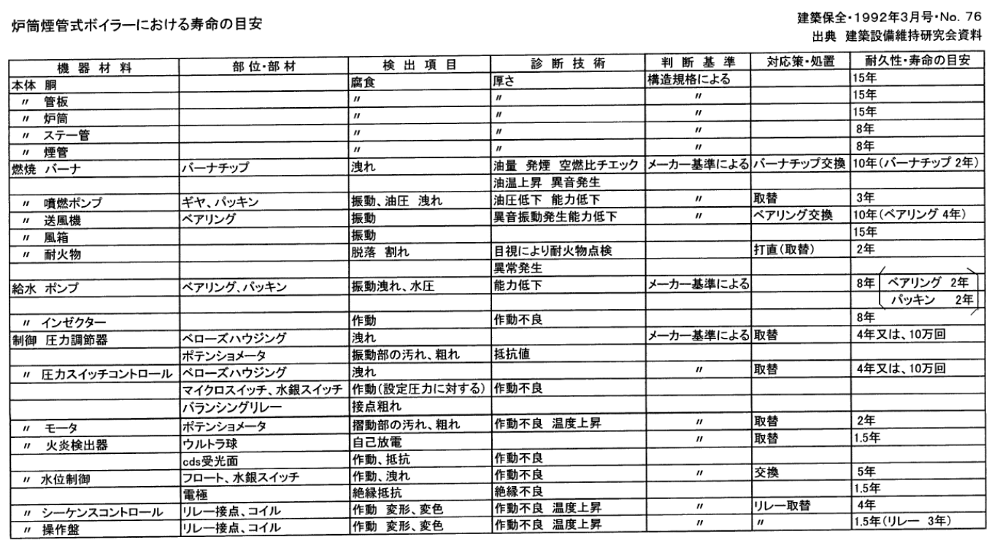 炉筒煙管式ボイラーにおける寿命の目安
建築保全・1992年3月号・No. 76
出典 建築設備維持研究会資料
機器材料 部位・部材 検出項目 診断技術 判断基準 対応策・処置 耐久性・寿命の目安
本体 胴 腐食 厚さ 構造規格による 15年
〃 管板 〃 〃 〃 15年
〃 炉筒 〃 〃 〃 15年
〃 ステー管 〃 〃 〃 8年
〃 煙管 〃 〃 〃 8年
燃焼 バーナ バーナチップ 洩れ 油量 発煙 空燃比チエック メーカー基準による バーナチップ交換 10年(バーナチップ 2年)
油温上昇 異音発生
〃 噴燃ポンプ ギヤ、パッキン 振動、油圧 洩れ 油圧低下 能力低下 〃 取替 3年
〃 送風機 ベアリング 振動 異音振動発生能力低下 〃 ベアリング交換 10年(ベアリング 4年)
〃 風箱 振動 15年
〃 耐火物 脱落 割れ 目視により耐火物点検 打直(取替) 2年
異常発生
給水 ポンプ ベアリング、パッキン 振動洩れ、水圧 能力低下 メーカー基準による 8年 ベアリング 2年
パッキン 2年
〃 インゼクター 作動 作動不良 8年
制御 圧力調節器 ベローズハウジング 洩れ メーカー基準による 取替 4年又は、10万回
ポテンショメータ 振動部の汚れ、粗れ 抵抗値
〃 圧力スイッチコントロール ベローズハウジング 洩れ 〃 取替 4年又は、10万回
マイクロスイッチ、水銀スイッチ 作動(設定圧力に対する) 作動不良
バランシングリレー 接点粗れ
〃 モータ ポテンショメータ 摺動部の汚れ、粗れ 作動不良 温度上昇 〃 取替 2年
〃 火炎検出器 ウルトラ球 自己放電 〃 取替 1.5年
cds受光面 作動、抵抗 作動不良
〃 水位制御 フロート、水銀スイッチ 作動、洩れ 作動不良 〃 交換 5年
電極 絶縁抵抗 絶縁不良 1.5年
〃 シーケンスコントロール リレー接点、コイル 作動 変形、変色 作動不良 温度上昇 〃 リレー取替 4年
〃 操作盤 リレー接点、コイル 作動 変形、変色 作動不良 温度上昇 〃 〃 1.5年(リレー 3年)